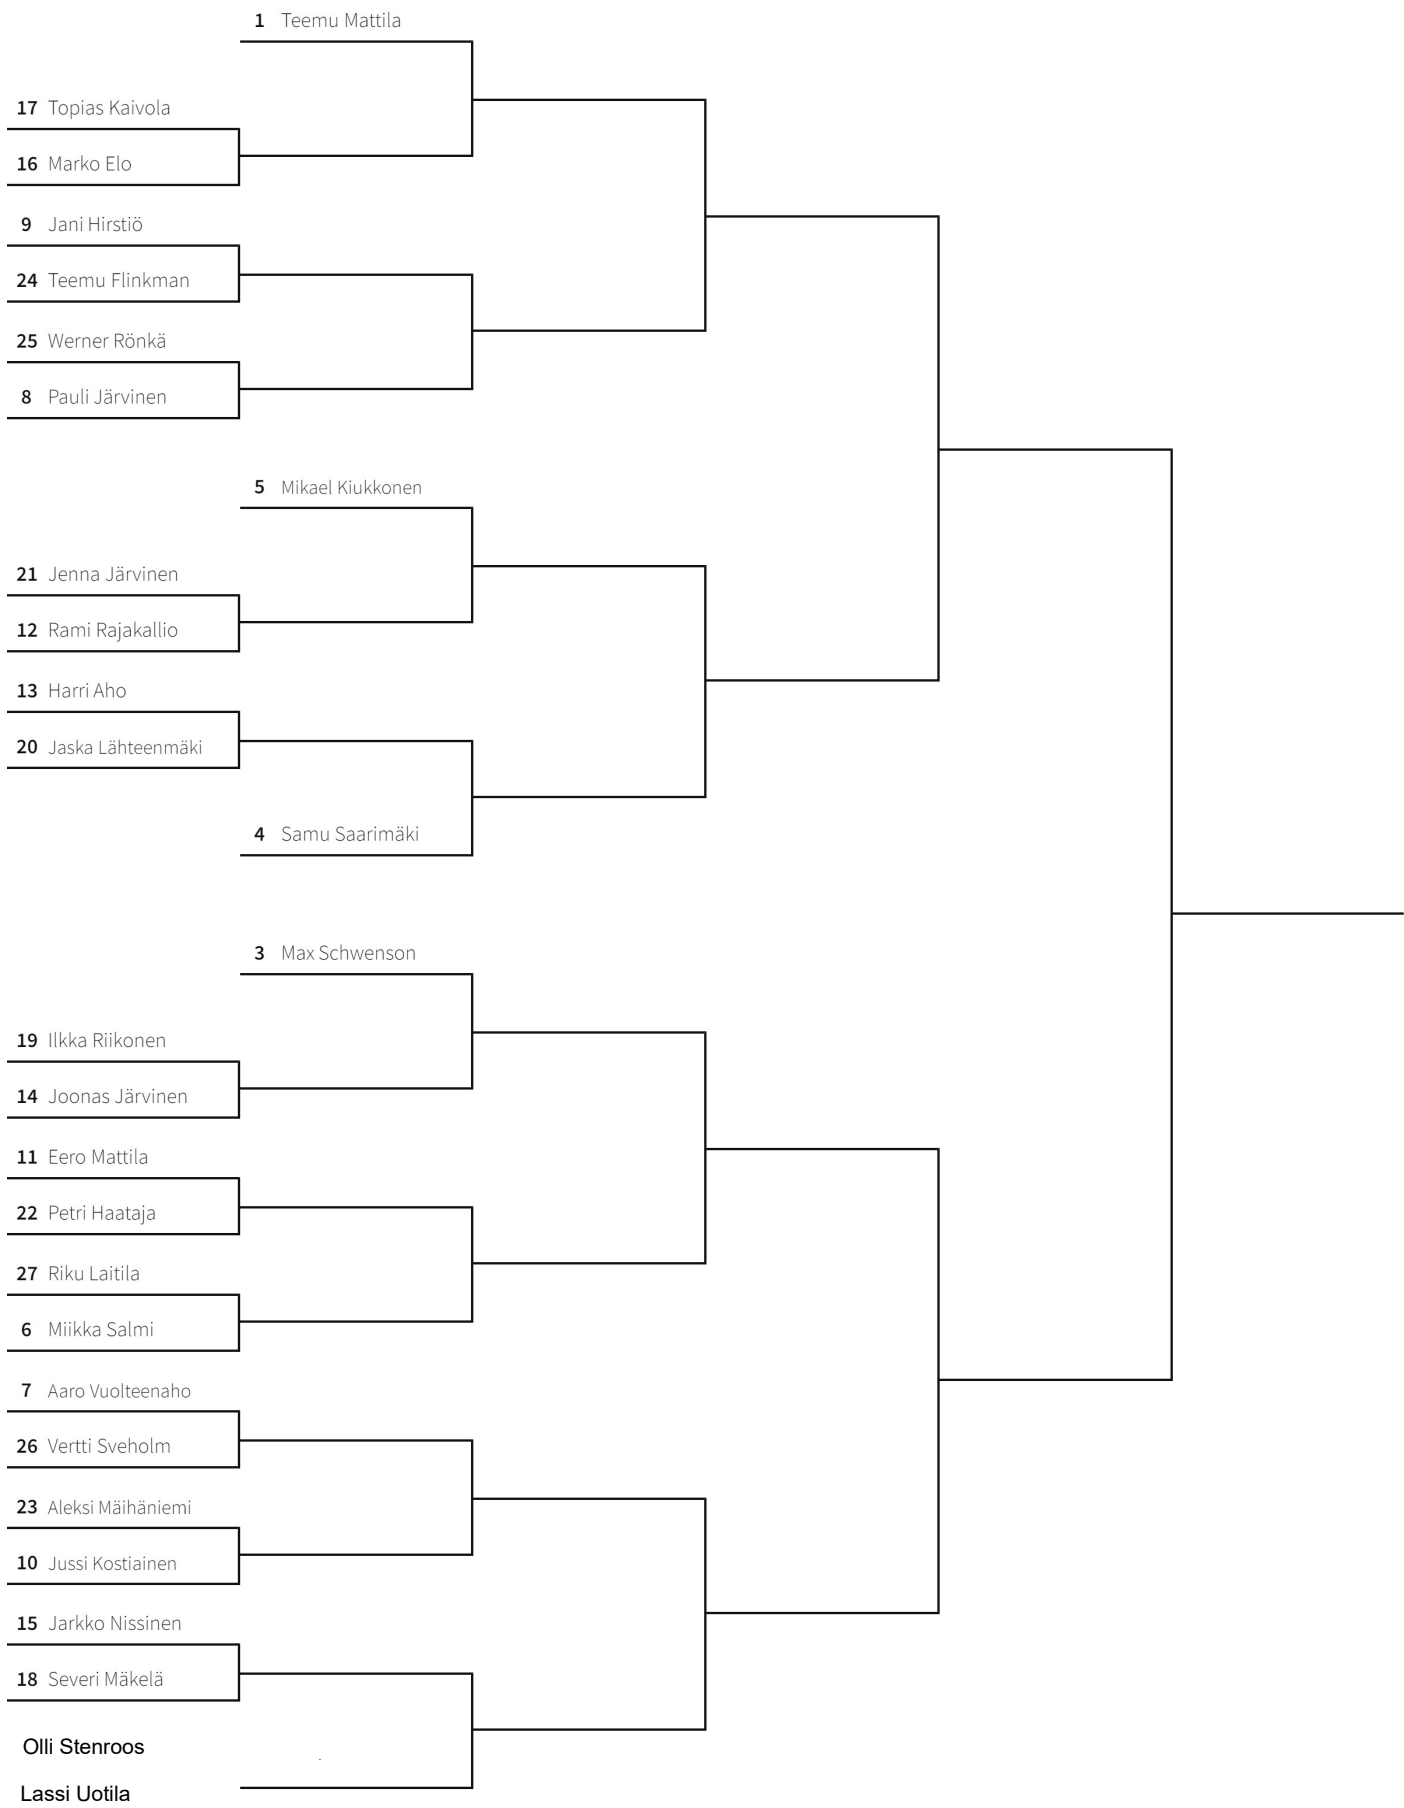 1 Teemu Mattila
17 Topias Kaivola
16 Marko Elo
9 Jani Hirstiö
24 Teemu Flinkman
25 Werner Rönkä
8 Pauli Järvinen
5 Mikael Kiukkonen
21 Jenna Järvinen
12 Rami Rajakallio
13 Harri Aho
20 Jaska Lähteenmäki
4 Samu Saarimäki
3 Max Schwenson
19 Ilkka Riikonen
14 Joonas Järvinen
11 Eero Mattila
22 Petri Haataja
27 Riku Laitila
6 Miikka Salmi
7 Aaro Vuolteenaho
26 Vertti Sveholm
23 Aleksi Mäihäniemi
10 Jussi Kostiainen
15 Jarkko Nissinen
18 Severi Mäkelä
Olli Stenroos
Lassi Uotila